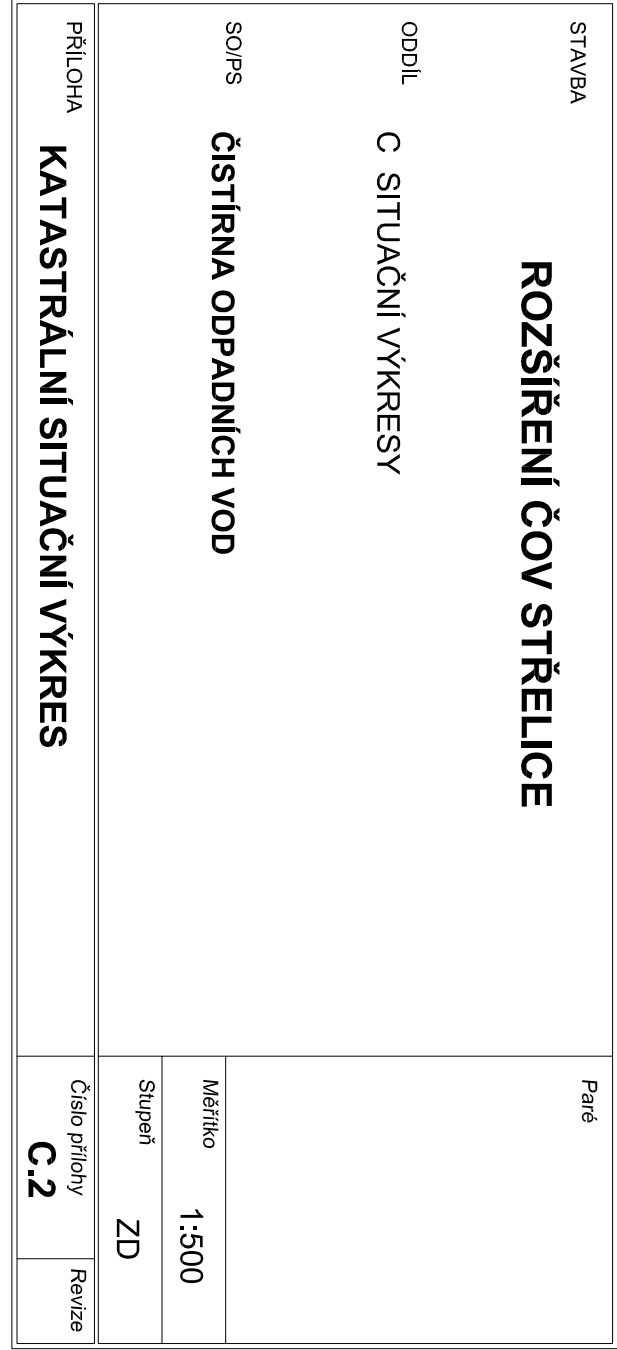 STAVBA
ROZŠÍŘENÍ ČOV STŘELICE
Paré
ODDÍL C SITUAČNÍ VÝKRESY
SO/PS ČISTÍRNA ODPADNÍCH VOD
Měřítko 1:500
Stupeň ZD
PŘÍLOHA KATASTRÁLNÍ SITUAČNÍ VÝKRES
Číslo přílohy
C.2
Revize